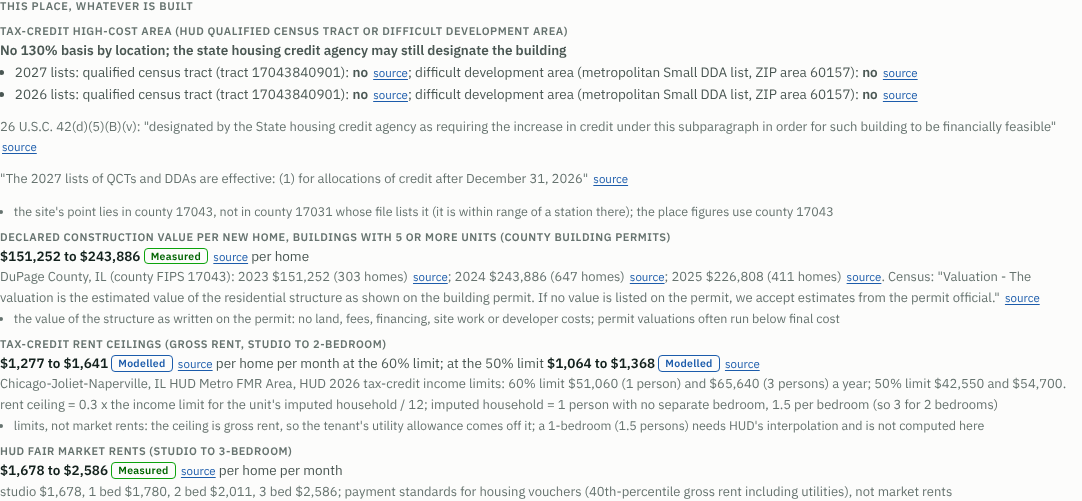 THIS PLACE, WHATEVER IS BUILT
TAX-CREDIT HIGH-COST AREA (HUD QUALIFIED CENSUS TRACT OR DIFFICULT DEVELOPMENT AREA)
No 130% basis by location; the state housing credit agency may still designate the building
• 2027 lists: qualified census tract (tract 17043840901): no source; difficult development area (metropolitan Small DDA list, ZIP area 60157): no source
• 2026 lists: qualified census tract (tract 17043840901): no source; difficult development area (metropolitan Small DDA list, ZIP area 60157): no source
26 U.S.C. 42(d)(5)(B)(v): "designated by the State housing credit agency as requiring the increase in credit under this subparagraph in order for such building to be financially feasible"
source
"The 2027 lists of QCTs and DDAs are effective: (1) for allocations of credit after December 31, 2026" source
• the site's point lies in county 17043, not in county 17031 whose file lists it (it is within range of a station there); the place figures use county 17043
DECLARED CONSTRUCTION VALUE PER NEW HOME, BUILDINGS WITH 5 OR MORE UNITS (COUNTY BUILDING PERMITS)
$151,252 to $243,886 Measured source per home
DuPage County, IL (county FIPS 17043): 2023 $151,252 (303 homes) source; 2024 $243,886 (647 homes) source; 2025 $226,808 (411 homes) source. Census: "Valuation - The
valuation is the estimated value of the residential structure as shown on the building permit. If no value is listed on the permit, we accept estimates from the permit official." source
• the value of the structure as written on the permit: no land, fees, financing, site work or developer costs; permit valuations often run below final cost
TAX-CREDIT RENT CEILINGS (GROSS RENT, STUDIO TO 2-BEDROOM)
$1,277 to $1,641 Modelled source per home per month at the 60% limit; at the 50% limit $1,064 to $1,368 Modelled source
Chicago-Joliet-Naperville, IL HUD Metro FMR Area, HUD 2026 tax-credit income limits: 60% limit $51,060 (1 person) and $65,640 (3 persons) a year; 50% limit $42,550 and $54,700.
rent ceiling = 0.3 x the income limit for the unit's imputed household / 12; imputed household = 1 person with no separate bedroom, 1.5 per bedroom (so 3 for 2 bedrooms)
• limits, not market rents: the ceiling is gross rent, so the tenant's utility allowance comes off it; a 1-bedroom (1.5 persons) needs HUD's interpolation and is not computed here
HUD FAIR MARKET RENTS (STUDIO TO 3-BEDROOM)
$1,678 to $2,586 Measured source per home per month
studio $1,678, 1 bed $1,780, 2 bed $2,011, 3 bed $2,586; payment standards for housing vouchers (40th-percentile gross rent including utilities), not market rents